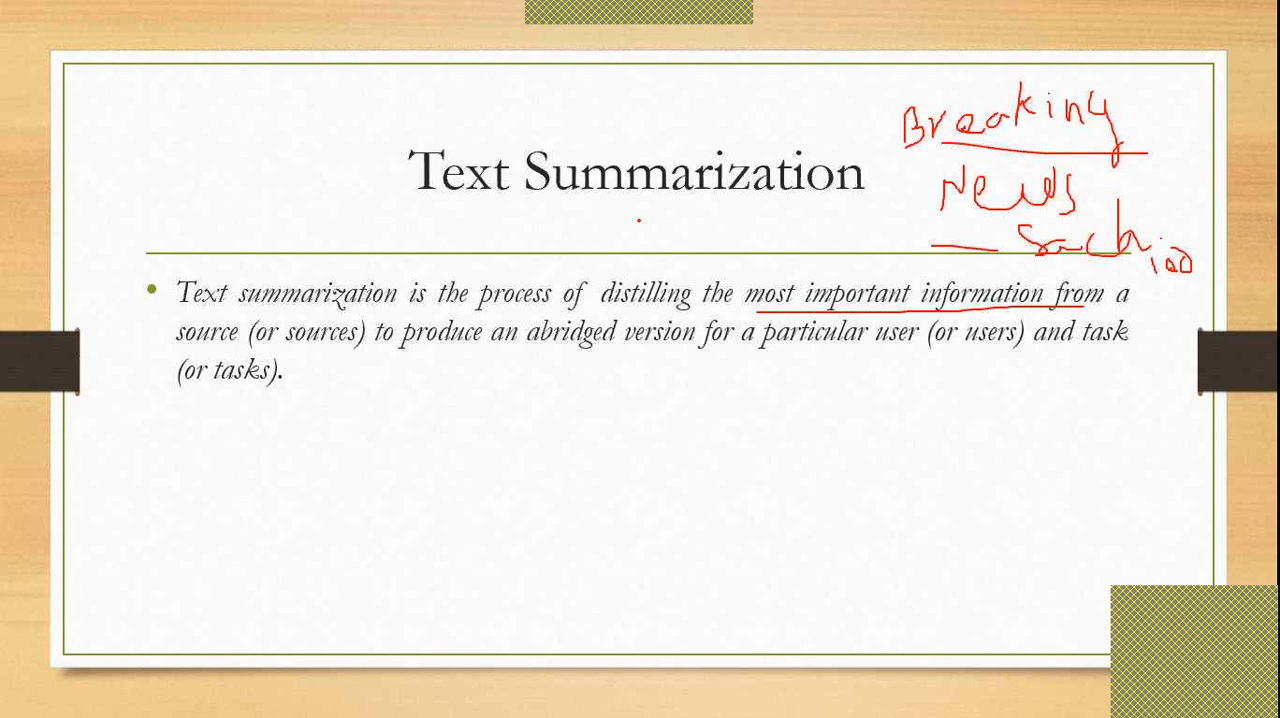 Breaking
News
Text Summarization
— Sachin
100
• Text summarization is the process of distilling the most important information from a
source (or sources) to produce an abridged version for a particular user (or users) and task
(or tasks).